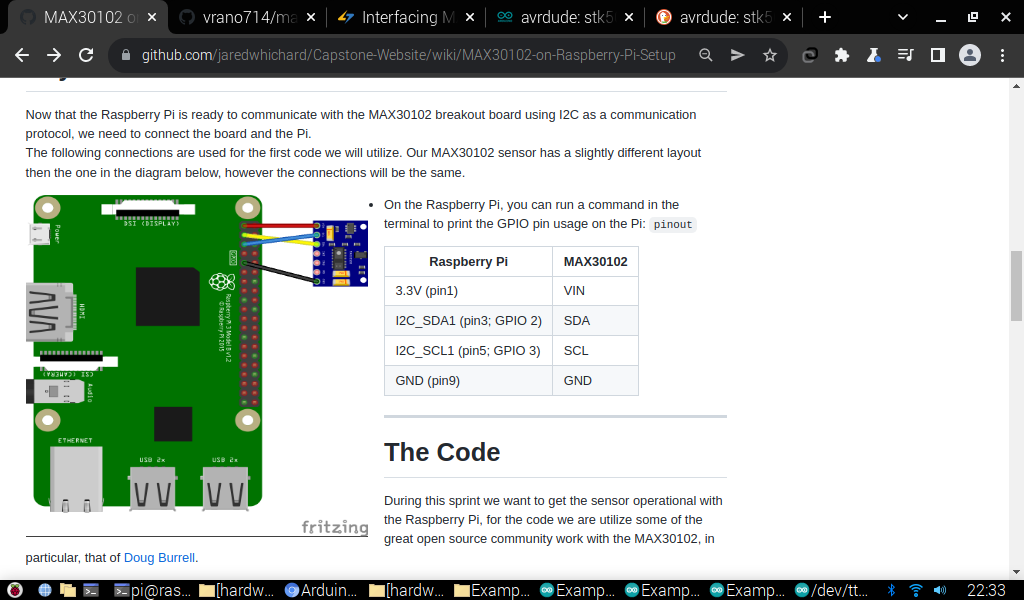 MAX30102 o
vrano714/ma
Interfacing M
avrdude: stk5
avrdude: stk5
github.com/jaredwhichard/Capstone-Website/wiki/MAX30102-on-Raspberry-Pi-Setup
Now that the Raspberry Pi is ready to communicate with the MAX30102 breakout board using I2C as a communication
protocol, we need to connect the board and the Pi.
The following connections are used for the first code we will utilize. Our MAX30102 sensor has a slightly different layout
then the one in the diagram below, however the connections will be the same.
DSI (DISPLAY)
Power
GPIO
HDMI
Raspberry Pi 3 Model B v1.2
© Raspberry Pi 2015
CSI (CAMERA)
Audio
ETHERNET
USB 2x
USB 2x
fritzing
On the Raspberry Pi, you can run a command in the
terminal to print the GPIO pin usage on the Pi: pinout
Raspberry Pi MAX30102
3.3V (pin1) VIN
I2C_SDA1 (pin3; GPIO 2) SDA
I2C_SCL1 (pin5; GPIO 3) SCL
GND (pin9) GND
The Code
During this sprint we want to get the sensor operational with
the Raspberry Pi, for the code we are utilize some of the
great open source community work with the MAX30102, in
particular, that of Doug Burrell.
pi@ras...
[hardw...
Arduin...
[hardw...
Examp...
Examp...
Examp...
Examp...
/dev/tt...
22:33